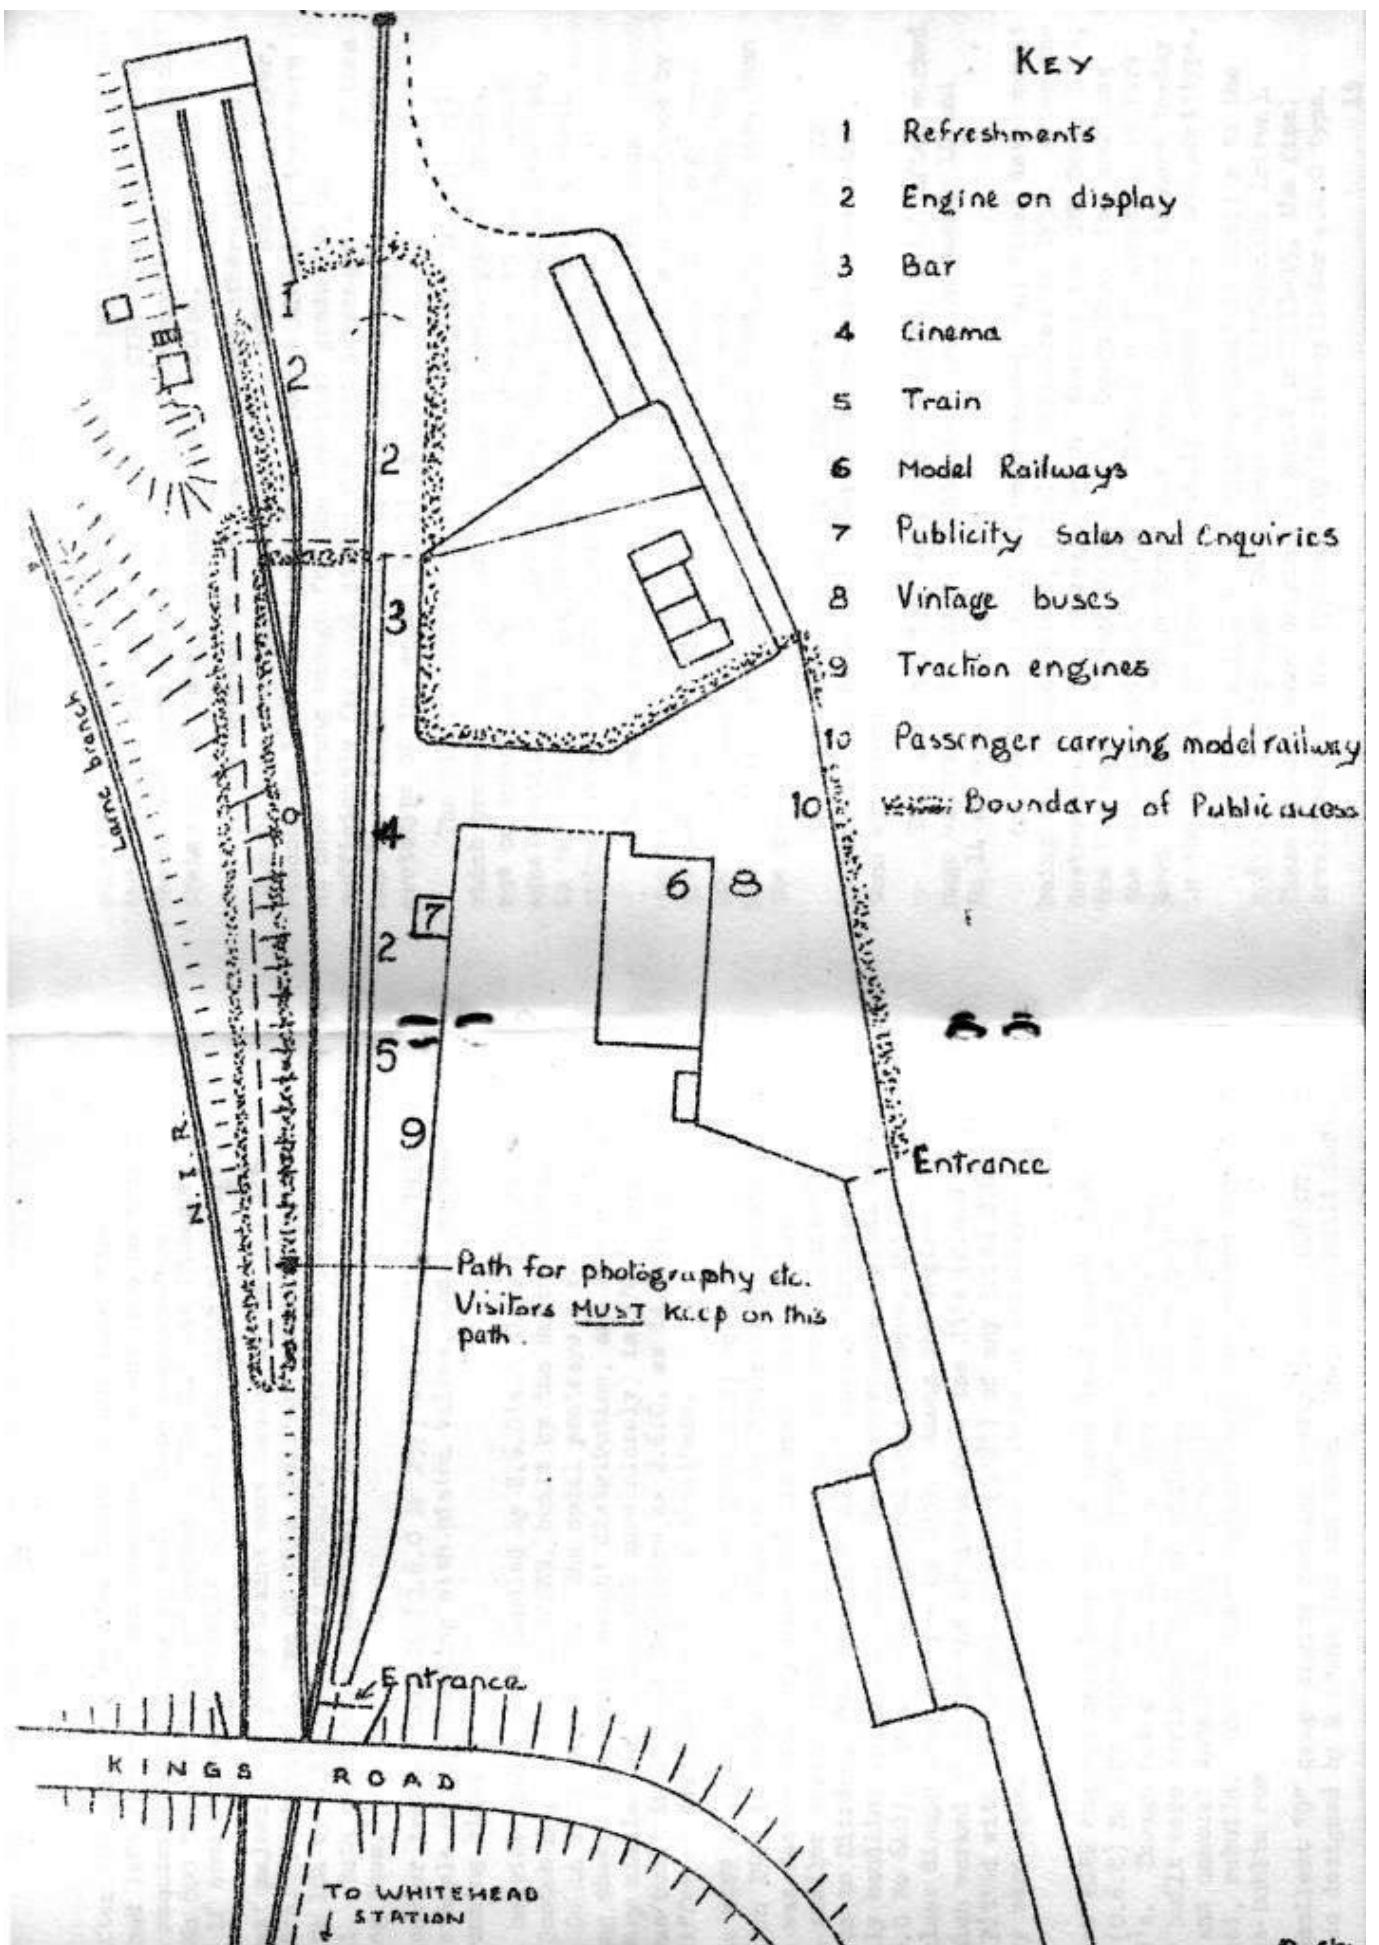 KEY
1 Refreshments
2 Engine on display
3 Bar
4 Cinema
5 Train
6 Model Railways
7 Publicity Sales and Enquiries
8 Vintage buses
9 Traction engines
10 Passenger carrying model railway
Boundary of Public access
1
2
2
3
Larne branch
4
10
6
8
7
2
5
9
N.I.R.
Entrance
Path for photography etc.
Visitors MUST Keep on this
path.
Entrance
KINGS ROAD
TO WHITEHEAD
STATION